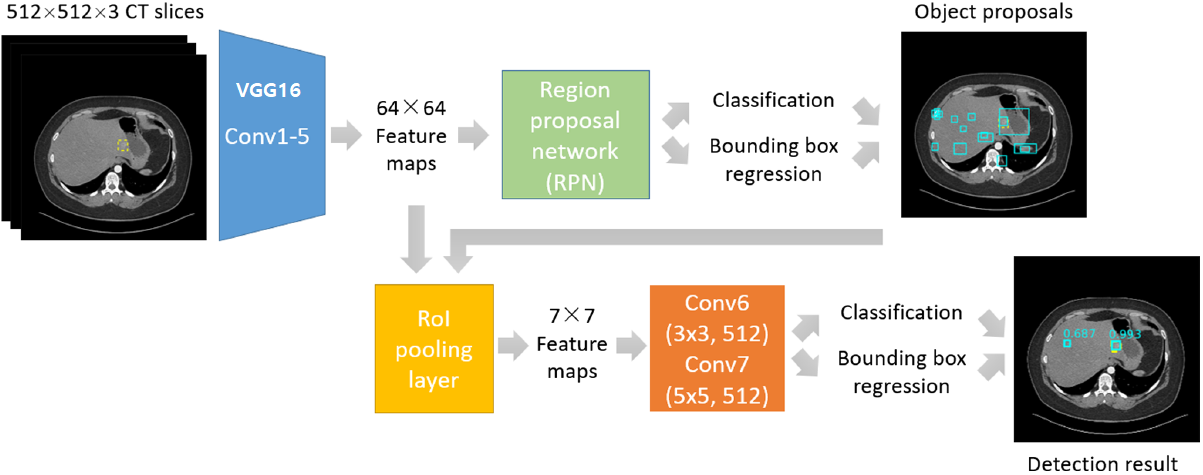 512×512×3 CT slices
VGG16
Conv1-5
64×64
Feature
maps
Region
proposal
network
(RPN)
Classification
Bounding box
regression
Object proposals
RoI
pooling
layer
7×7
Feature
maps
Conv6
(3x3, 512)
Conv7
(5x5, 512)
Classification
Bounding box
regression
0.687
0.993
Detection result